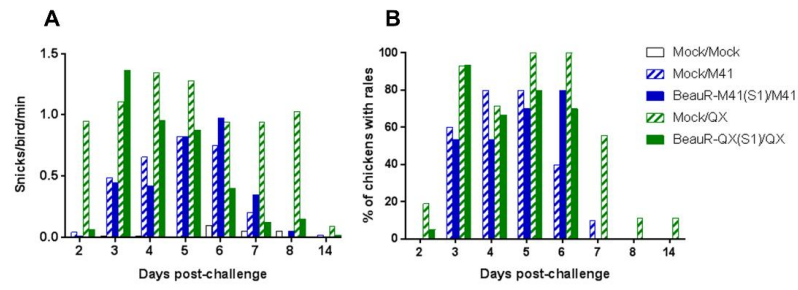 A
Snicks/bird/min
1.5
1.0
0.5
0.0
2 3 4 5 6 7 8 14
Days post-challenge
B
% of chickens with rales
100
80
60
40
20
0
2 3 4 5 6 7 8 14
Days post-challenge
Mock/Mock
Mock/M41
BeauR-M41(S1)/M41
Mock/QX
BeauR-QX(S1)/QX